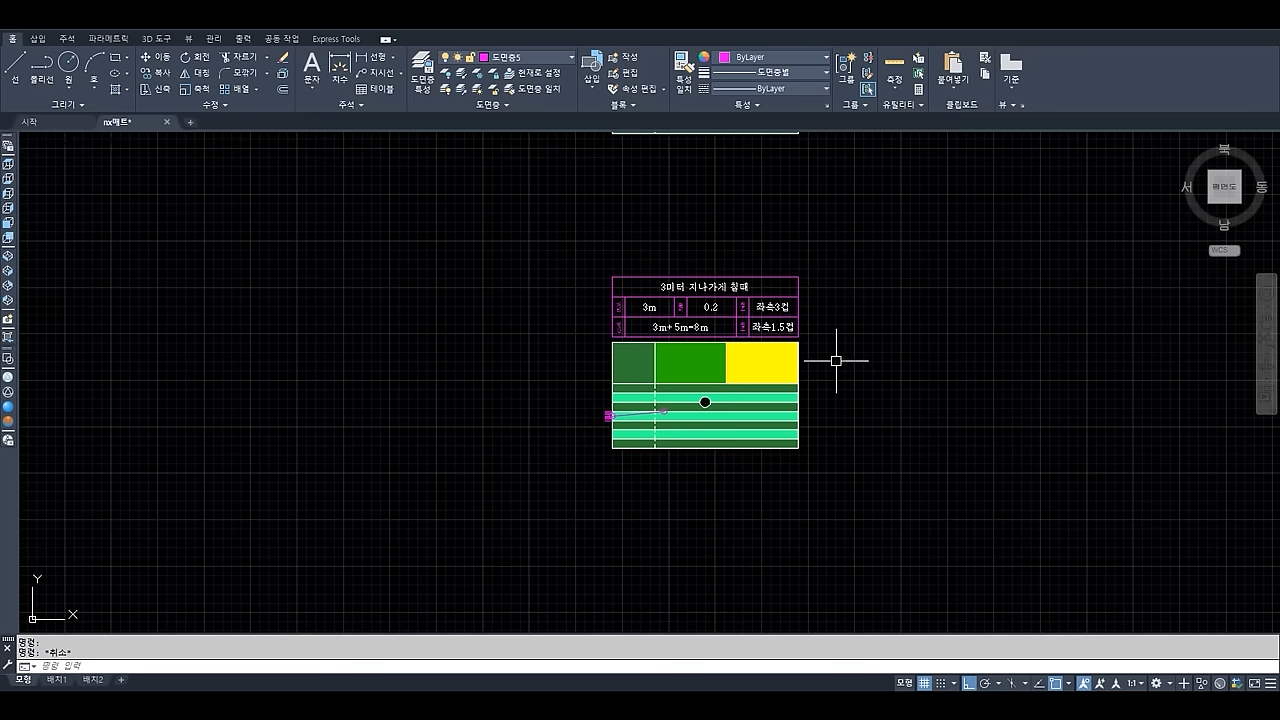 홈 삽입 주석 파라메트릭 3D 도구 뷰 관리 출력 공동 작업 Express Tools
선 폴리선 원 호
이동 회전 자르기
복사 대칭 모깎기
신축 축척 배열
문자 치수
선형
지시선
테이블
도면층 특성
도면층5
현재로 설정
도면층 일치
삽입
작성
편집
속성 편집
특성 일치
ByLayer
도면층별
ByLayer
그룹 측정 붙여넣기 기준
그리기 수정 주석 도면층 블록 특성 그룹 유틸리티 클립보드 뷰
시작 nx매트*
북
서 평면도 동
남
WCS
3미터 지나가게 칠때
3m 0.2 좌측3컵
3m+5m=8m 좌측1.5컵
Y
X
명령:
명령: *취소*
명령 입력
모형 배치1 배치2
모형 1:1